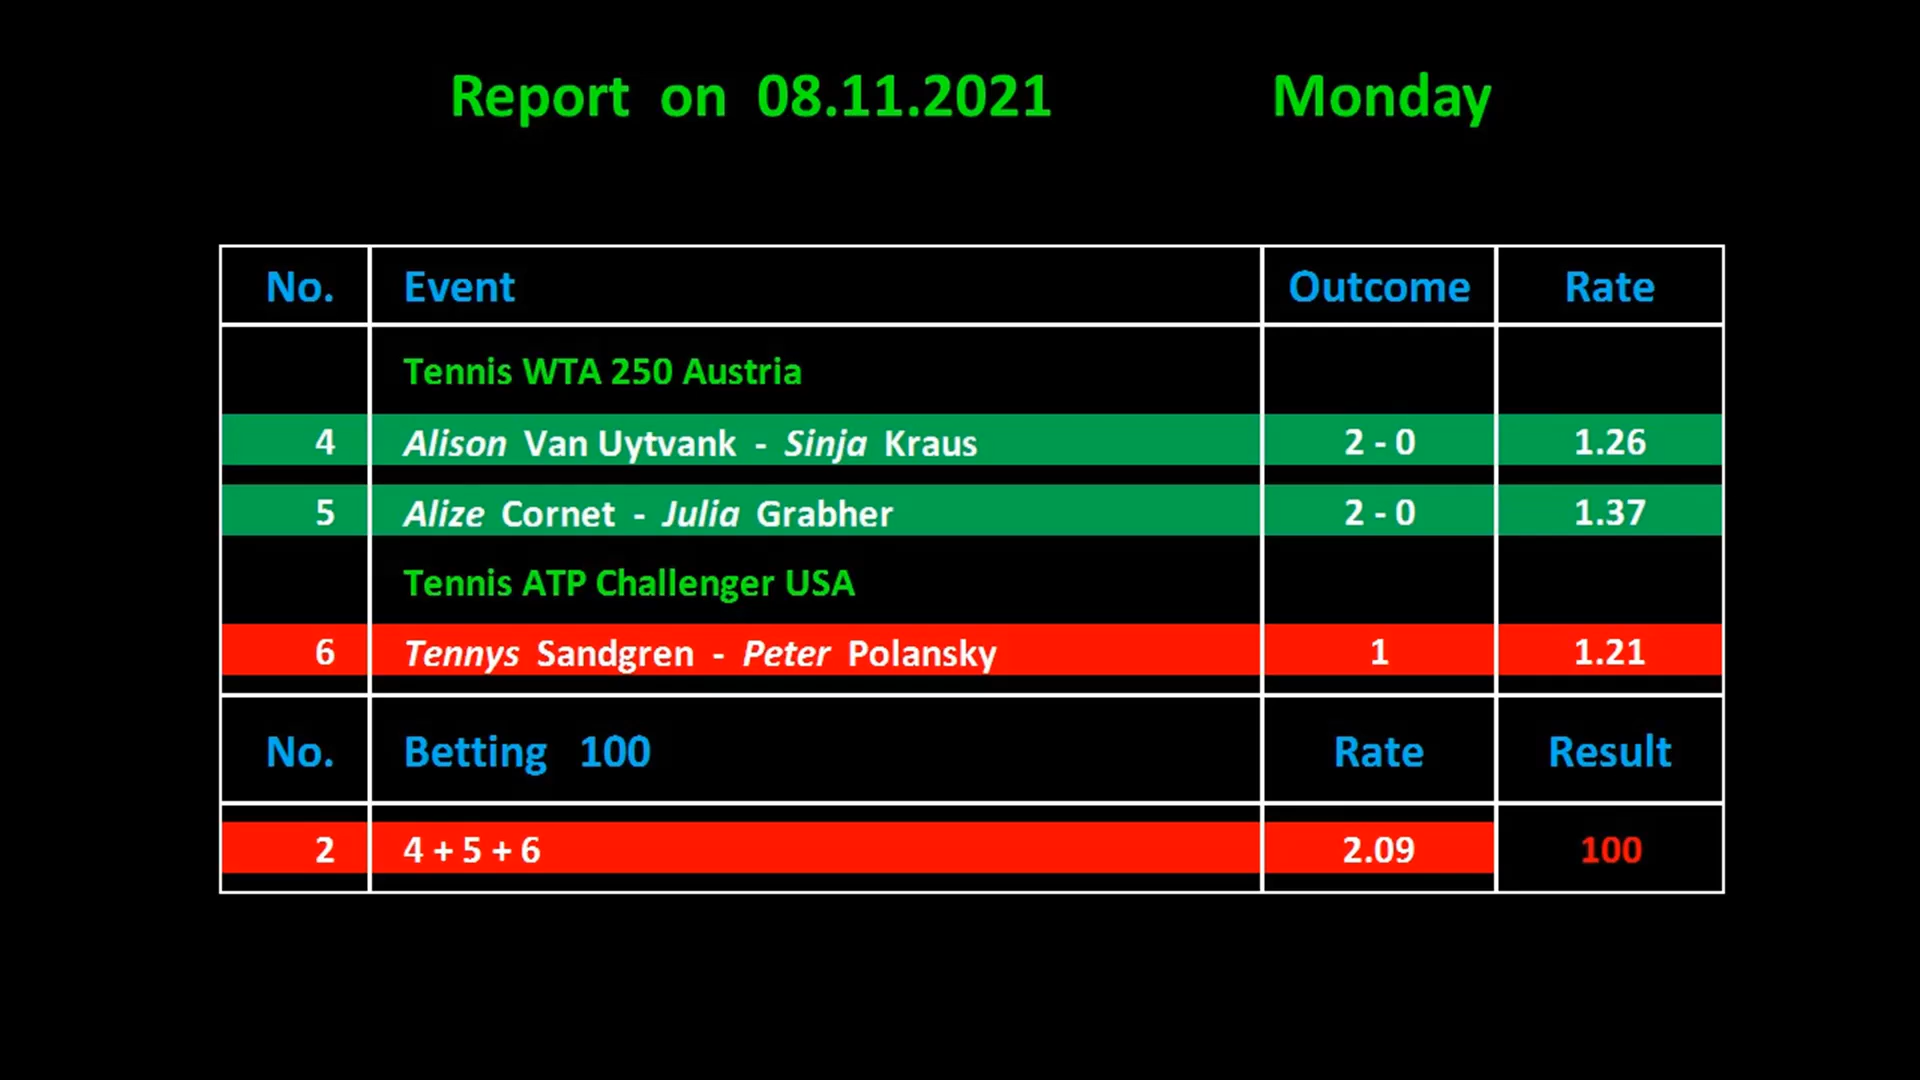 Report on 08.11.2021 Monday
No. Event Outcome Rate
Tennis WTA 250 Austria
4 Alison Van Uytvank - Sinja Kraus 2 - 0 1.26
5 Alize Cornet - Julia Grabher 2 - 0 1.37
Tennis ATP Challenger USA
6 Tennys Sandgren - Peter Polansky 1 1.21
No. Betting 100 Rate Result
2 4 + 5 + 6 2.09 100